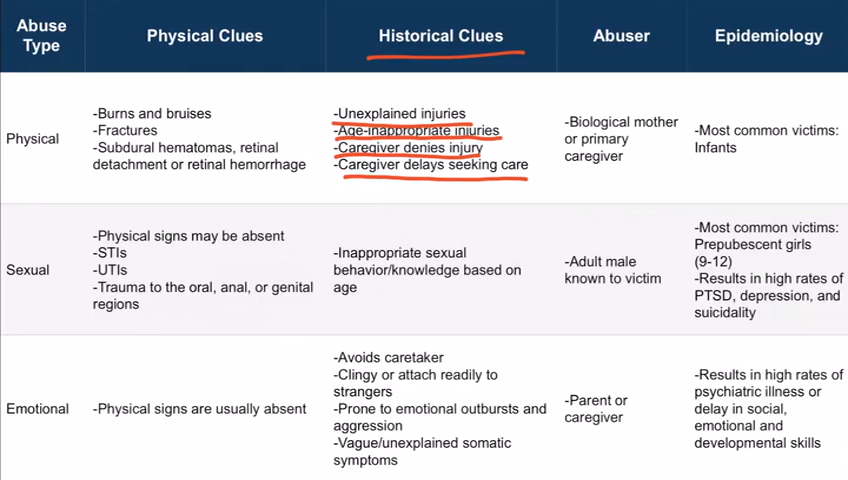 Abuse
Type
Physical Clues
Historical Clues
Abuser
Epidemiology
Physical
-Burns and bruises
-Fractures
-Subdural hematomas, retinal
detachment or retinal hemorrhage
-Unexplained injuries
-Age-inappropriate injuries
-Caregiver denies injury
-Caregiver delays seeking care
-Biological mother
or primary
caregiver
-Most common victims:
Infants
Sexual
-Physical signs may be absent
-STIs
-UTIs
-Trauma to the oral, anal, or genital
regions
-Inappropriate sexual
behavior/knowledge based on
age
-Adult male
known to victim
-Most common victims:
Prepubescent girls
(9-12)
-Results in high rates of
PTSD, depression, and
suicidality
Emotional
-Physical signs are usually absent
-Avoids caretaker
-Clingy or attach readily to
strangers
-Prone to emotional outbursts and
aggression
-Vague/unexplained somatic
symptoms
-Parent or
caregiver
-Results in high rates of
psychiatric illness or
delay in social,
emotional and
developmental skills